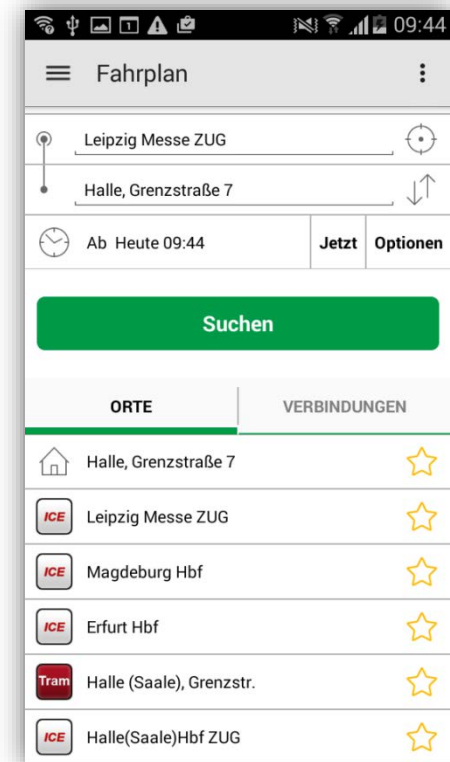 09:44
Fahrplan
Leipzig Messe ZUG
Halle, Grenzstraße 7
Ab Heute 09:44 Jetzt Optionen
Suchen
ORTE VERBINDUNGEN
Halle, Grenzstraße 7
ICE Leipzig Messe ZUG
ICE Magdeburg Hbf
ICE Erfurt Hbf
Tram Halle (Saale), Grenzstr.
ICE Halle(Saale)Hbf ZUG